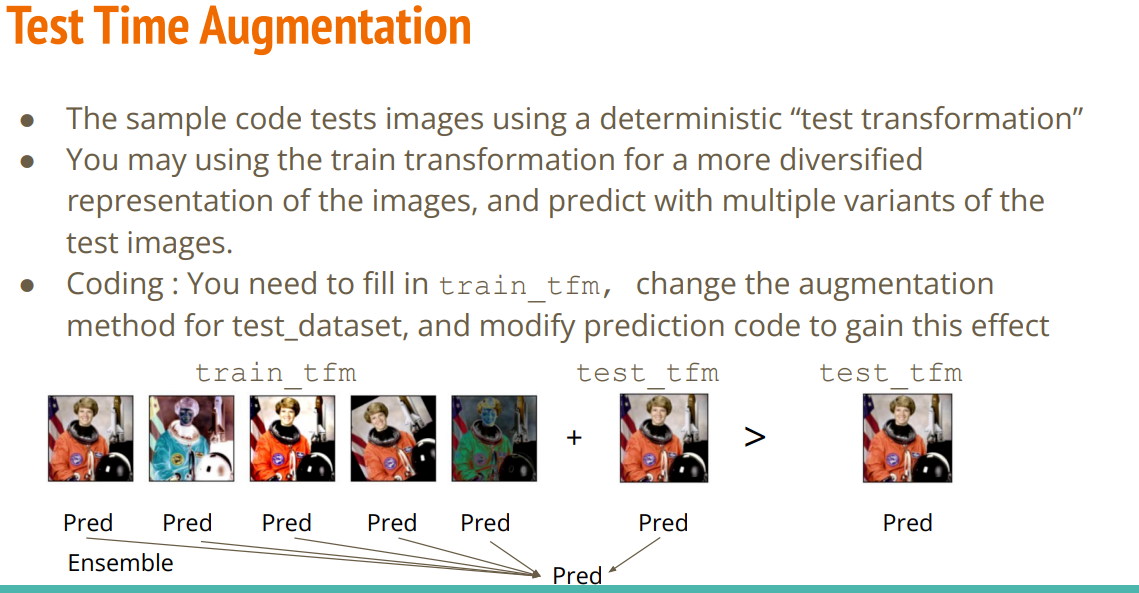 Test Time Augmentation
● The sample code tests images using a deterministic “test transformation”
● You may using the train transformation for a more diversified
representation of the images, and predict with multiple variants of the
test images.
● Coding : You need to fill in train_tfm, change the augmentation
method for test_dataset, and modify prediction code to gain this effect
train_tfm test_tfm test_tfm
+ >
Pred Pred Pred Pred Pred Pred Pred
Ensemble
Pred